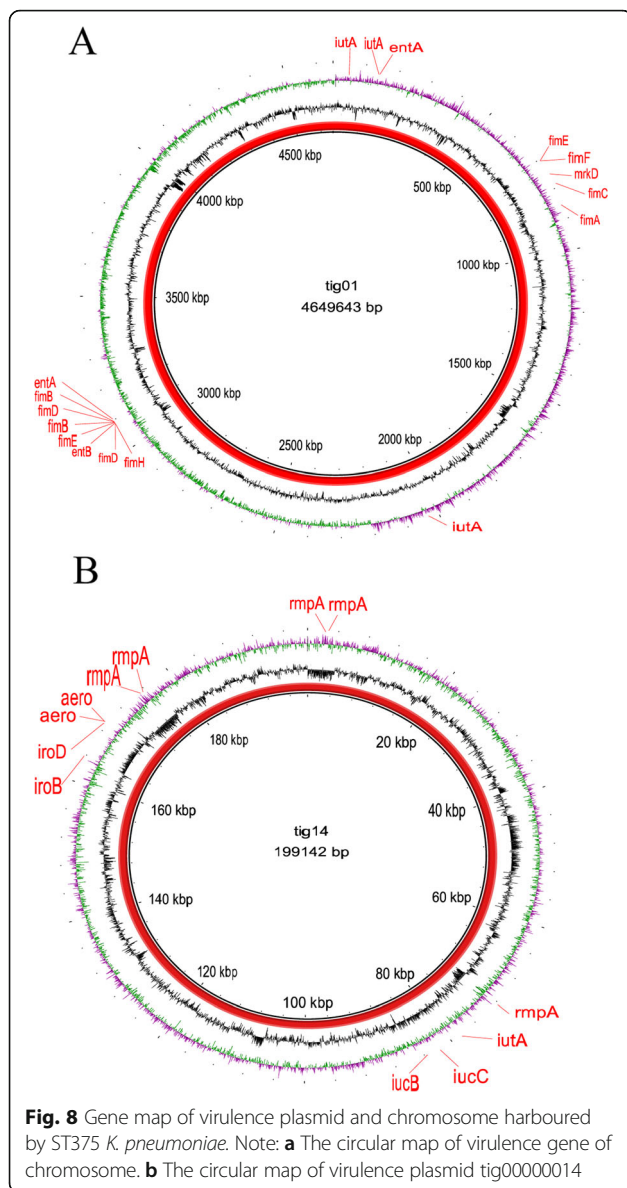 A
iutA iutA entA
fimE
fimF
mrkD
fimC
fimA
4500 kbp
500 kbp
4000 kbp
1000 kbp
3500 kbp
tig01
4649643 bp
1500 kbp
3000 kbp
2500 kbp
2000 kbp
entA
fimB
fimD
fimB
fimE
entB
fimD
fimH
iutA
B
rmpA rmpA
rmpA
rmpA
aero
aero
iroD
iroB
180 kbp
20 kbp
160 kbp
40 kbp
tig14
199142 bp
140 kbp
60 kbp
120 kbp
80 kbp
100 kbp
rmpA
iutA
iucC
iucB
Fig. 8 Gene map of virulence plasmid and chromosome harboured
by ST375 K. pneumoniae. Note: a The circular map of virulence gene of
chromosome. b The circular map of virulence plasmid tig00000014